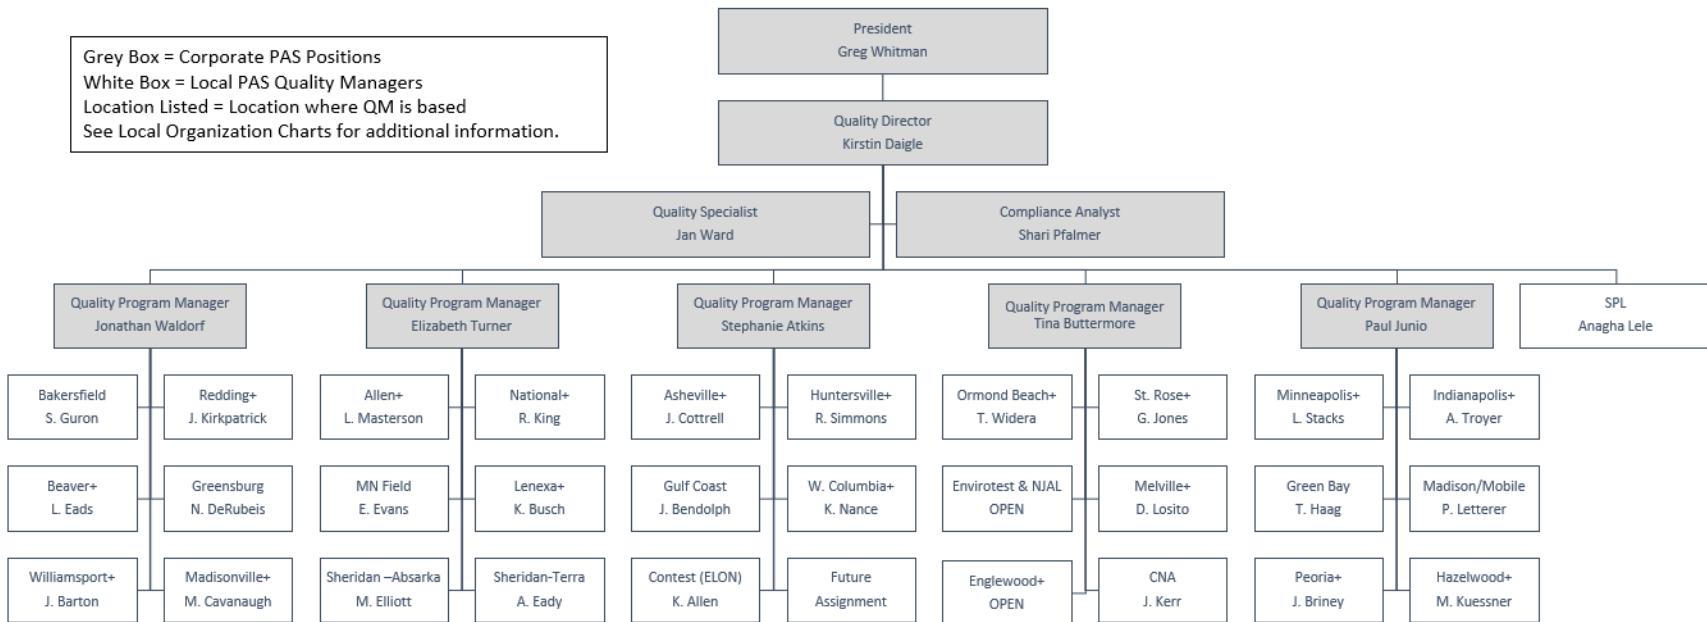 Grey Box = Corporate PAS Positions
White Box = Local PAS Quality Managers
Location Listed = Location where QM is based
See Local Organization Charts for additional information.
President
Greg Whitman
Quality Director
Kirstin Daigle
Quality Specialist
Jan Ward
Compliance Analyst
Shari Pfalmer
Quality Program Manager
Jonathan Waldorf
Quality Program Manager
Elizabeth Turner
Quality Program Manager
Stephanie Atkins
Quality Program Manager
Tina Buttermore
Quality Program Manager
Paul Junio
SPL
Anagha Lele
Bakersfield
S. Guron
Redding+
J. Kirkpatrick
Allen+
L. Masterson
National+
R. King
Asheville+
J. Cottrell
Huntersville+
R. Simmons
Ormond Beach+
T. Widera
St. Rose+
G. Jones
Minneapolis+
L. Stacks
Indianapolis+
A. Troyer
Beaver+
L. Eads
Greensburg
N. DeRubeis
MN Field
E. Evans
Lenexa+
K. Busch
Gulf Coast
J. Bendolph
W. Columbia+
K. Nance
Envirotest & NJAL
OPEN
Melville+
D. Losito
Green Bay
T. Haag
Madison/Mobile
P. Letterer
Williamsport+
J. Barton
Madisonville+
M. Cavanaugh
Sheridan –Absarka
M. Elliott
Sheridan-Terra
A. Eady
Contest (ELON)
K. Allen
Future
Assignment
Englewood+
OPEN
CNA
J. Kerr
Peoria+
J. Briney
Hazelwood+
M. Kuessner